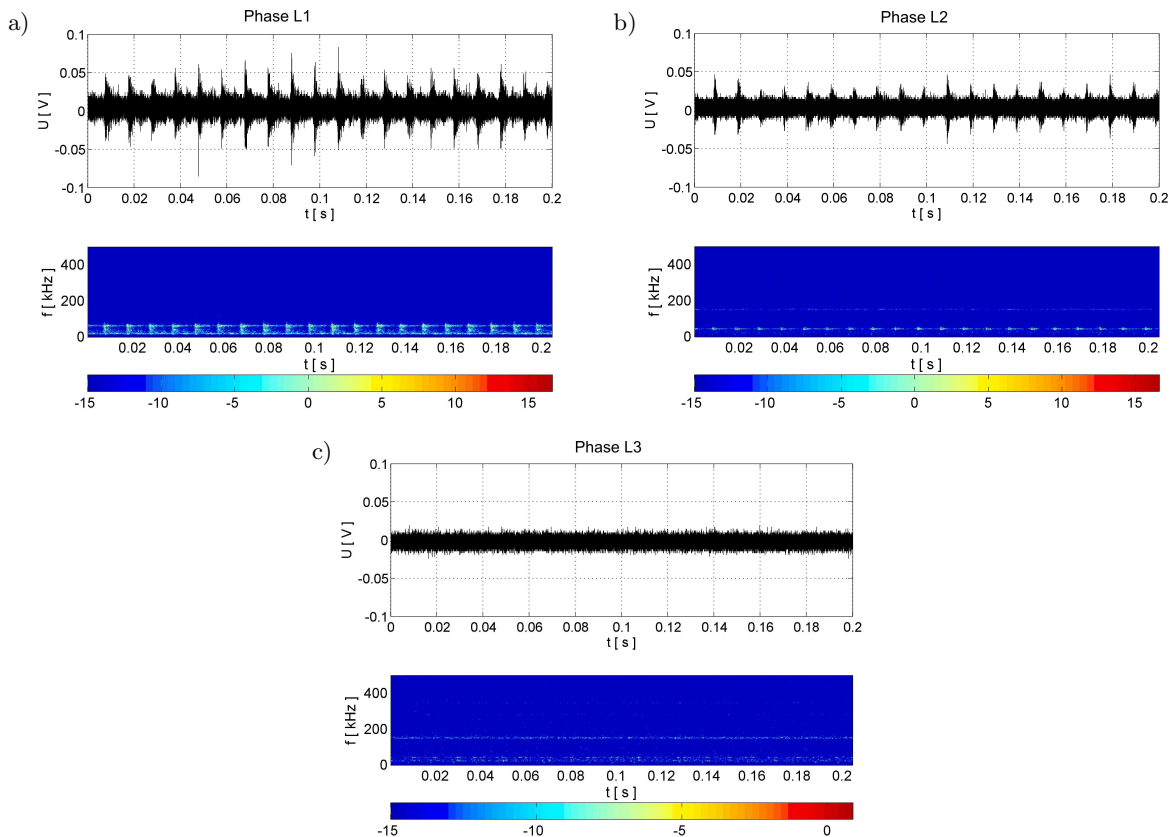 a)
Phase L1
0.1
0.05
0
-0.05
-0.1
U [ V ]
0 0.02 0.04 0.06 0.08 0.1 0.12 0.14 0.16 0.18 0.2
t [ s ]
400
200
0
f [ kHz ]
0.02 0.04 0.06 0.08 0.1 0.12 0.14 0.16 0.18 0.2
t [ s ]
-15 -10 -5 0 5 10 15
b)
Phase L2
0.1
0.05
0
-0.05
-0.1
U [ V ]
0 0.02 0.04 0.06 0.08 0.1 0.12 0.14 0.16 0.18 0.2
t [ s ]
400
200
0
f [ kHz ]
0.02 0.04 0.06 0.08 0.1 0.12 0.14 0.16 0.18 0.2
t [ s ]
-15 -10 -5 0 5 10 15
c)
Phase L3
0.1
0.05
0
-0.05
-0.1
U [ V ]
0 0.02 0.04 0.06 0.08 0.1 0.12 0.14 0.16 0.18 0.2
t [ s ]
400
200
0
f [ kHz ]
0.02 0.04 0.06 0.08 0.1 0.12 0.14 0.16 0.18 0.2
t [ s ]
-15 -10 -5 0